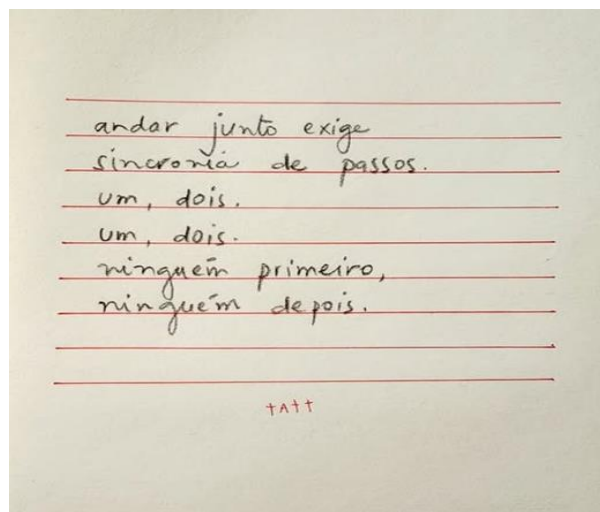 andar junto exige
sincronia de passos.
um, dois.
um, dois.
ninguém primeiro,
ninguém depois.
tAtt